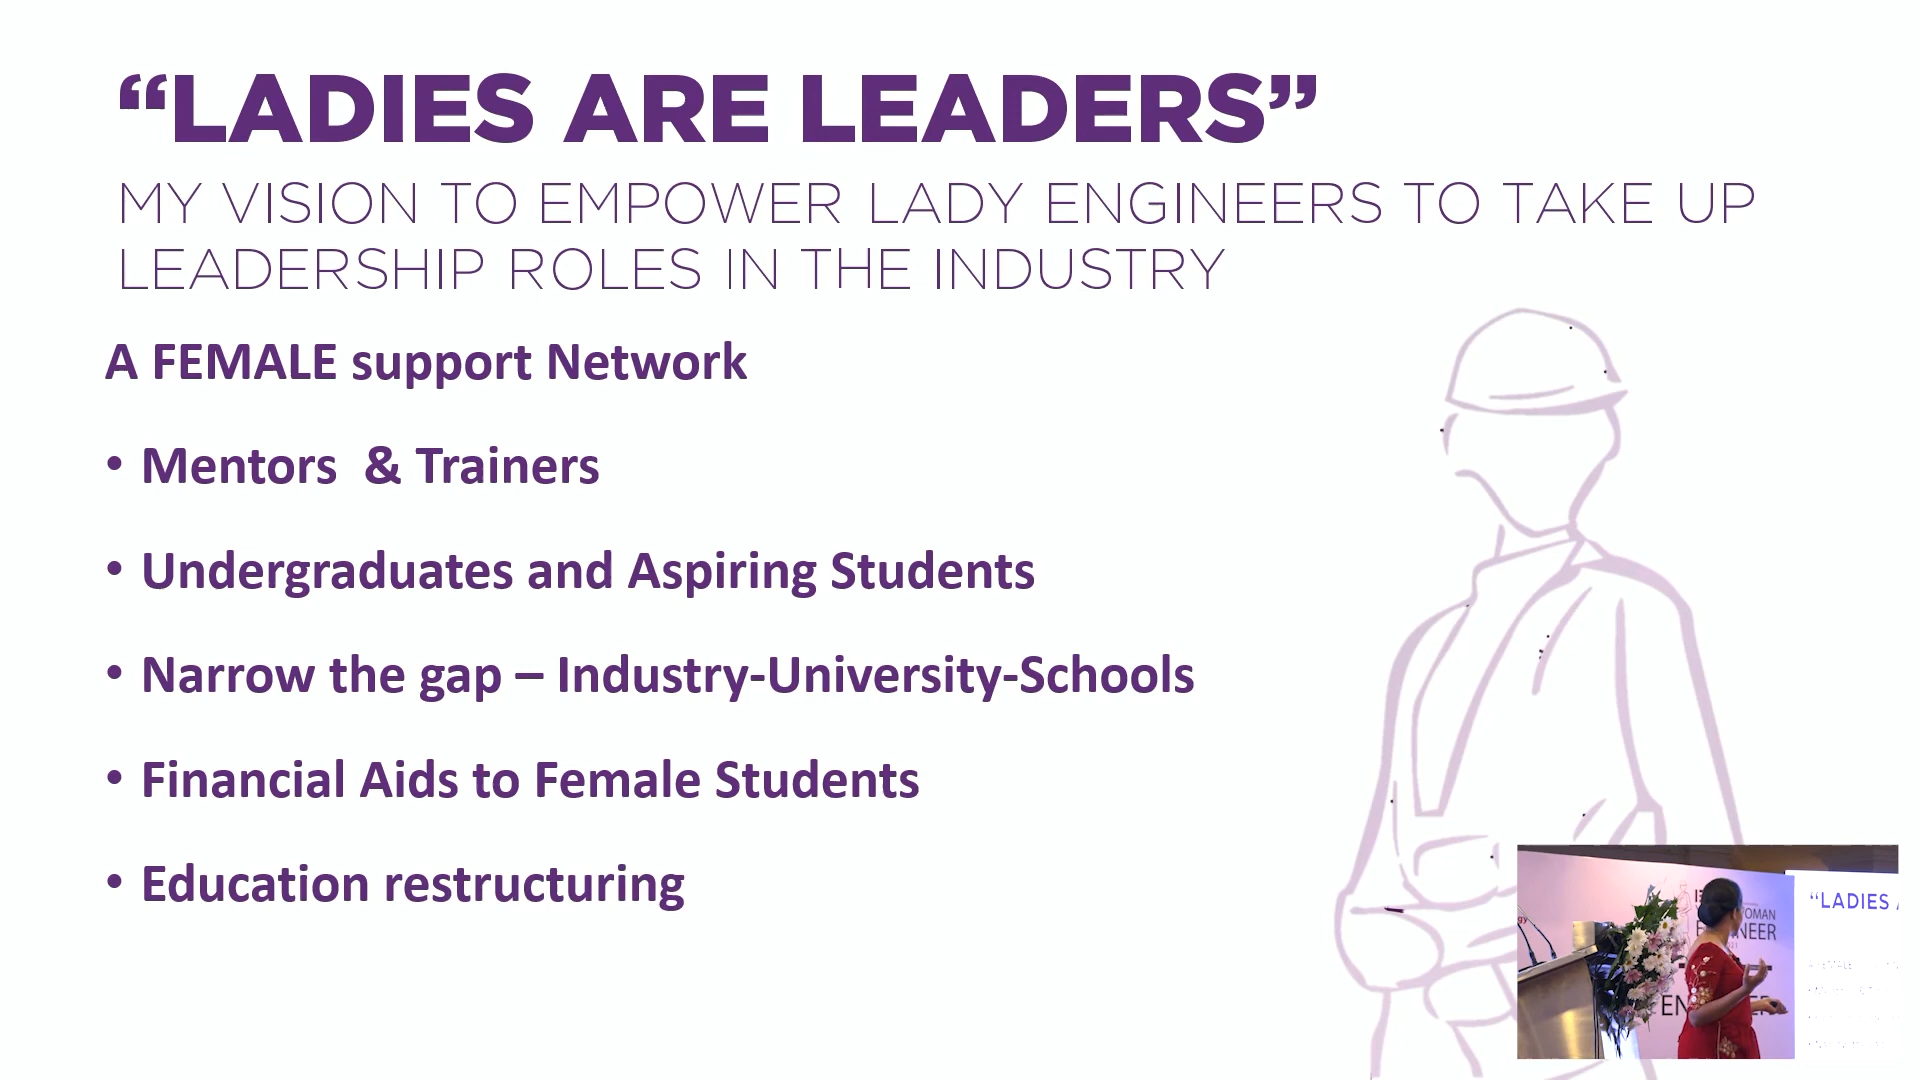 “LADIES ARE LEADERS”
MY VISION TO EMPOWER LADY ENGINEERS TO TAKE UP
LEADERSHIP ROLES IN THE INDUSTRY
A FEMALE support Network
• Mentors & Trainers
• Undergraduates and Aspiring Students
• Narrow the gap – Industry-University-Schools
• Financial Aids to Female Students
• Education restructuring
“LADIES